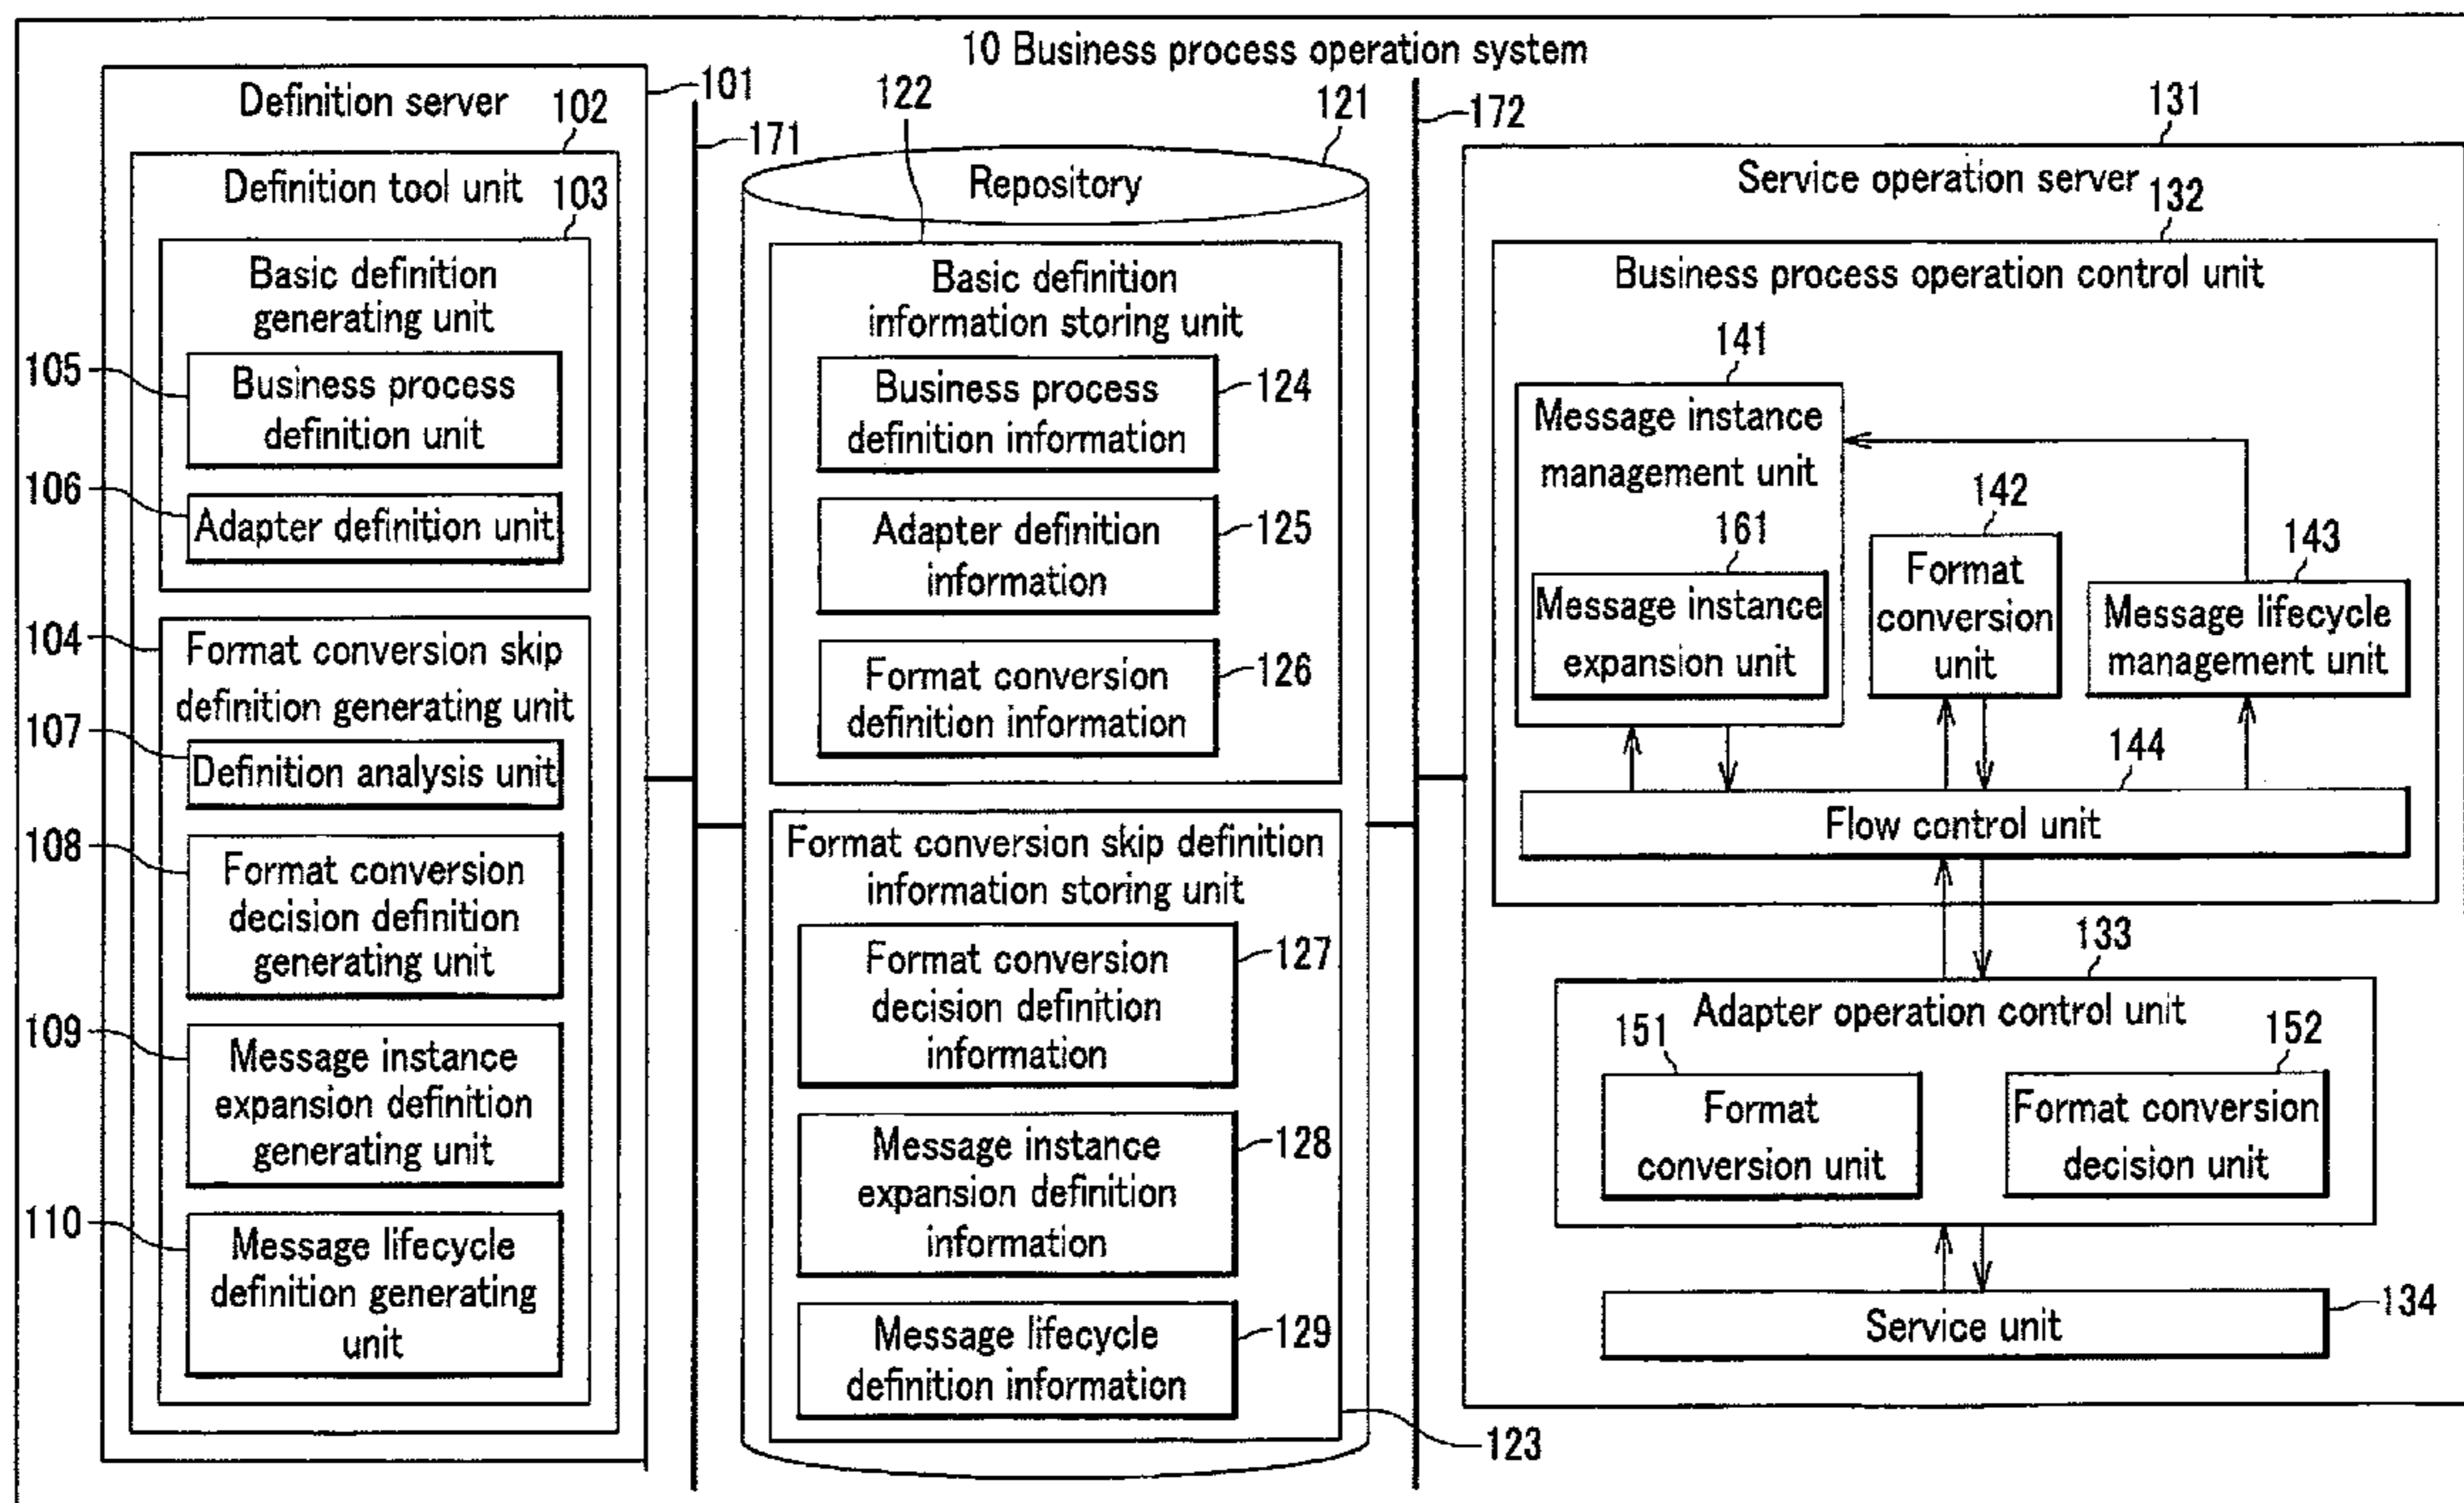 10 Business process operation system
Definition server
101
102
Definition tool unit
103
Basic definition
generating unit
105
Business process
definition unit
106
Adapter definition unit
104
Format conversion skip
definition generating unit
107
Definition analysis unit
108
Format conversion
decision definition
generating unit
109
Message instance
expansion definition
generating unit
110
Message lifecycle
definition generating
unit
171
122
121
Repository
Basic definition
information storing unit
Business process
definition information
124
Adapter definition
information
125
Format conversion
definition information
126
Format conversion skip definition
information storing unit
Format conversion
decision definition
information
127
Message instance
expansion definition
information
128
Message lifecycle
definition information
129
123
172
131
Service operation server
132
Business process operation control unit
141
Message instance
management unit
161
Message instance
expansion unit
142
Format
conversion
unit
143
Message lifecycle
management unit
144
Flow control unit
133
Adapter operation control unit
151
Format
conversion unit
152
Format conversion
decision unit
134
Service unit